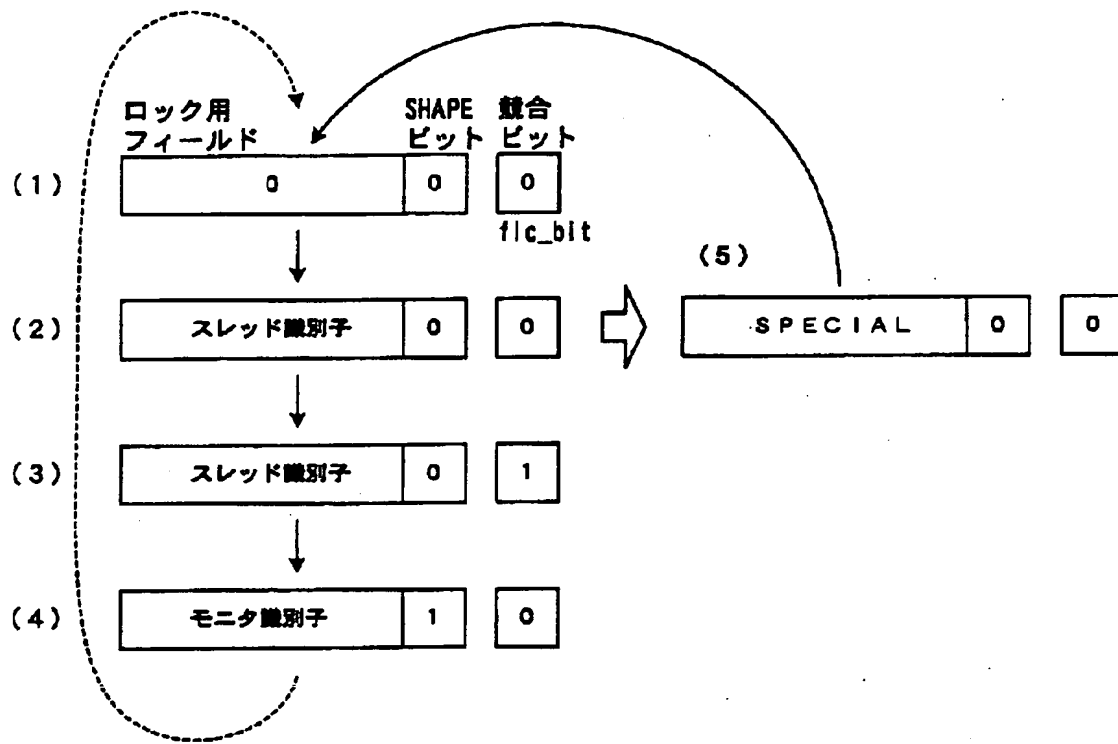 ロック用
フィールド
SHAPE
ビット
競合
ビット
(1) 0 0 0
flc_bit
(5)
(2) スレッド識別子 0 0
SPECIAL 0 0
(3) スレッド識別子 0 1
(4) モニタ識別子 1 0